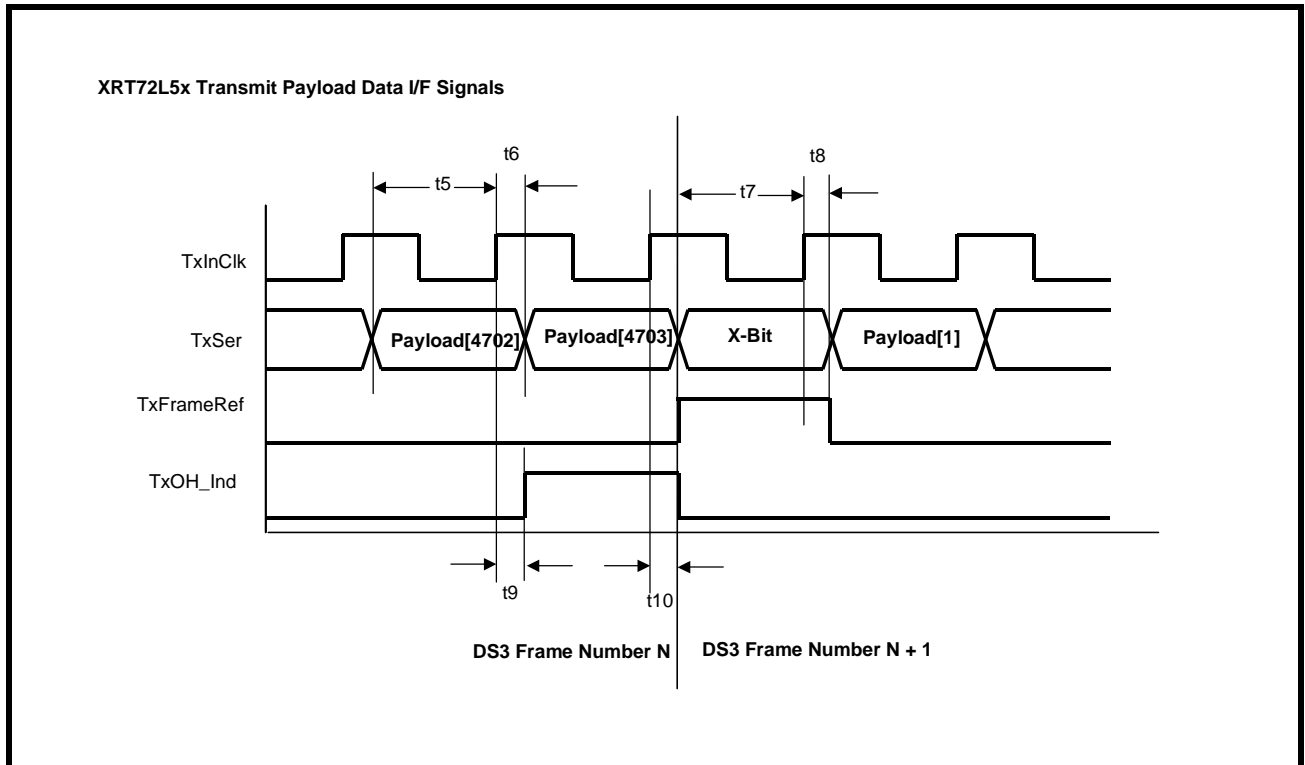 XRT72L5x Transmit Payload Data I/F Signals
t6
t8
t5
t7
TxInClk
TxSer
Payload[4702]
Payload[4703]
X-Bit
Payload[1]
TxFrameRef
TxOH_Ind
t9
t10
DS3 Frame Number N
DS3 Frame Number N + 1